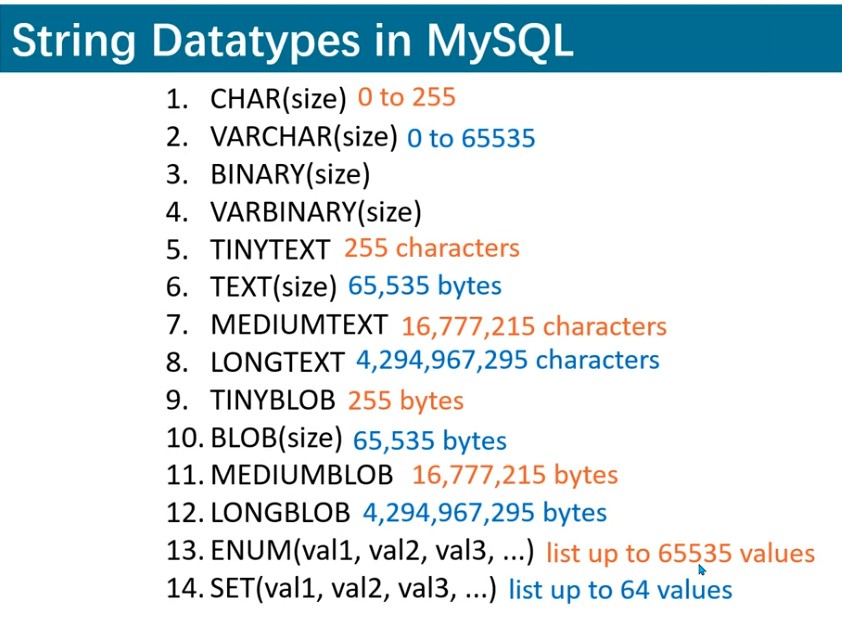 String Datatypes in MySQL
1. CHAR(size) 0 to 255
2. VARCHAR(size) 0 to 65535
3. BINARY(size)
4. VARBINARY(size)
5. TINYTEXT 255 characters
6. TEXT(size) 65,535 bytes
7. MEDIUMTEXT 16,777,215 characters
8. LONGTEXT 4,294,967,295 characters
9. TINYBLOB 255 bytes
10. BLOB(size) 65,535 bytes
11. MEDIUMBLOB 16,777,215 bytes
12. LONGBLOB 4,294,967,295 bytes
13. ENUM(val1, val2, val3, ...) list up to 65535 values
14. SET(val1, val2, val3, ...) list up to 64 values